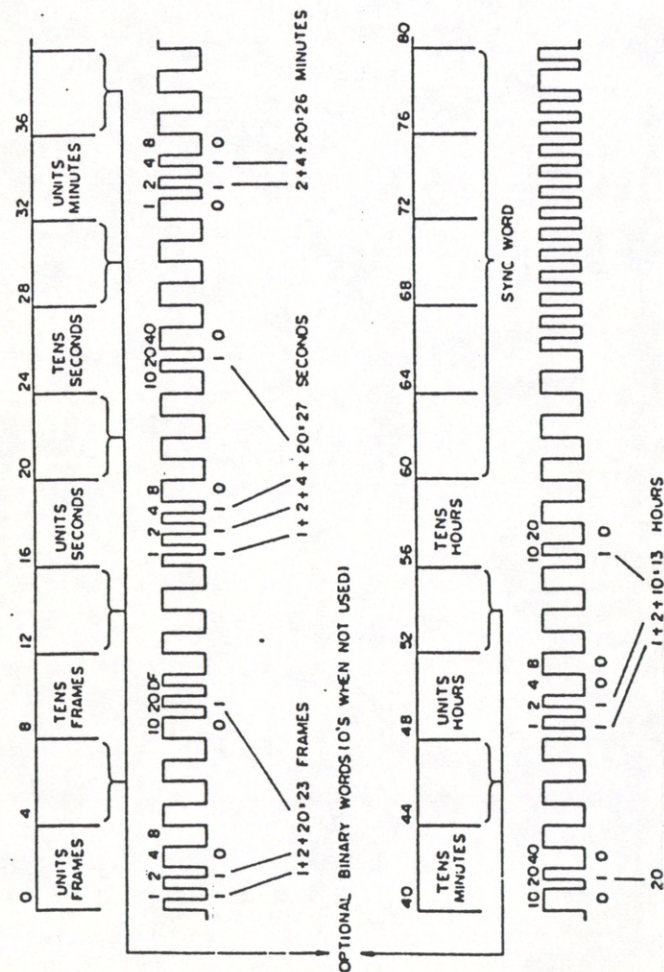 0 4 8 12 16 20 24 28 32 36
UNITS TENS UNITS TENS UNITS
FRAMES FRAMES SECONDS SECONDS MINUTES
1 2 4 8 10 20 DF 1 2 4 8 10 20 40 1 2 4 8
1 1 0 0 1 1 1 1 0 1 0 0 1 1 0
1+2+20=23 FRAMES 1+2+4+20=27 SECONDS 2+4+20=26 MINUTES
OPTIONAL BINARY WORDS (0'S WHEN NOT USED)
40 44 48 52 56 60 64 68 72 76 80
TENS UNITS TENS
MINUTES HOURS HOURS
SYNC WORD
10 20 40 1 2 4 8 10 20
0 1 0 1 1 0 0 1 0
20 1+2+10=13 HOURS